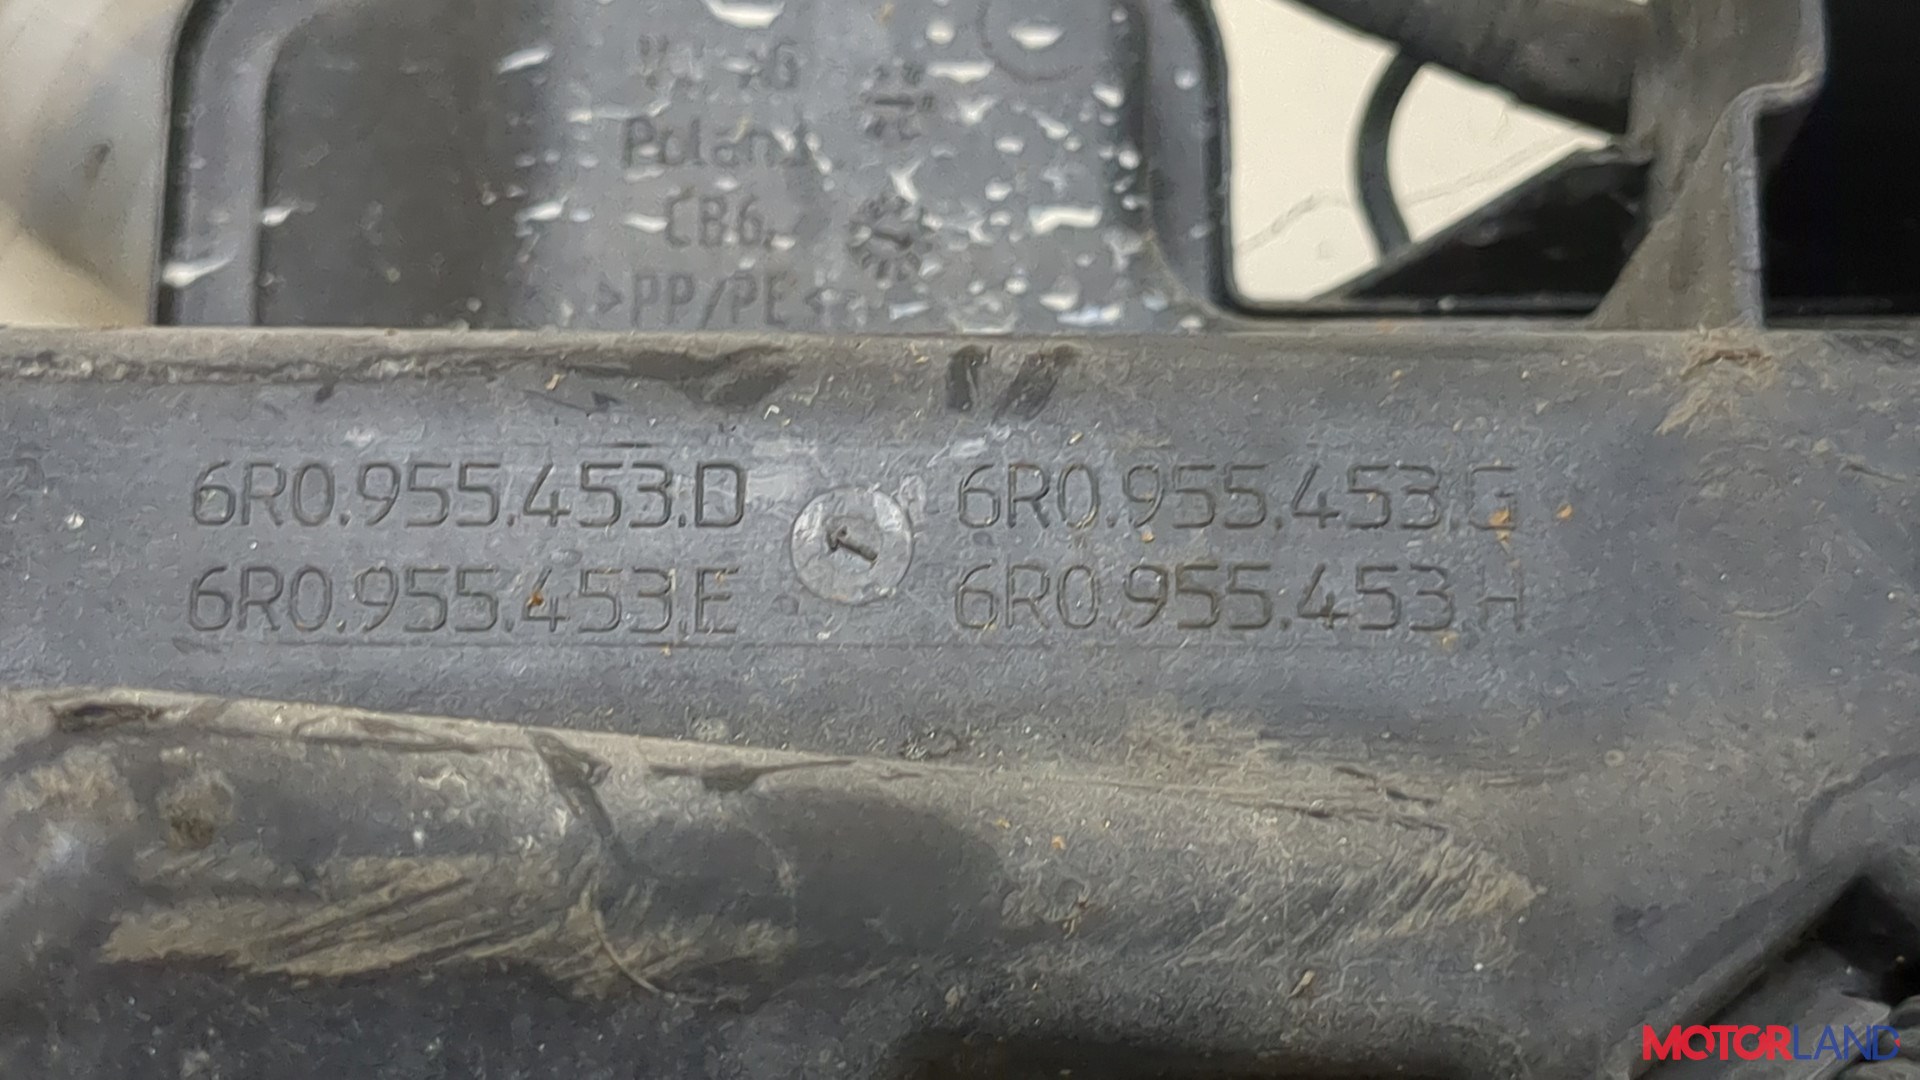 Poland
CB6
>PP/PE<
6R0.955.453.D 6R0.955.453.G
6R0.955.453.E 6R0.955.453.H
MOTORLAND